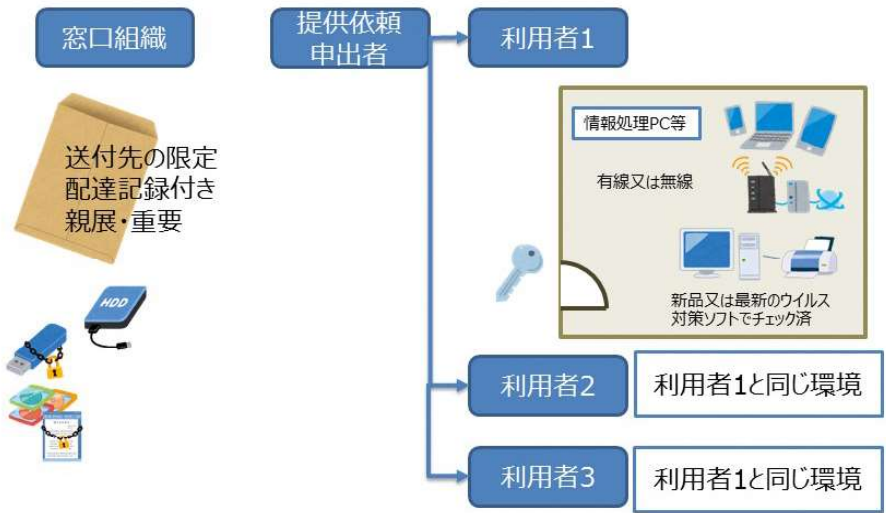 窓口組織
提供依頼
申出者
利用者1
送付先の限定
配達記録付き
親展・重要
HDD
情報処理PC等
有線又は無線
新品又は最新のウイルス
対策ソフトでチェック済
利用者2
利用者1と同じ環境
利用者3
利用者1と同じ環境